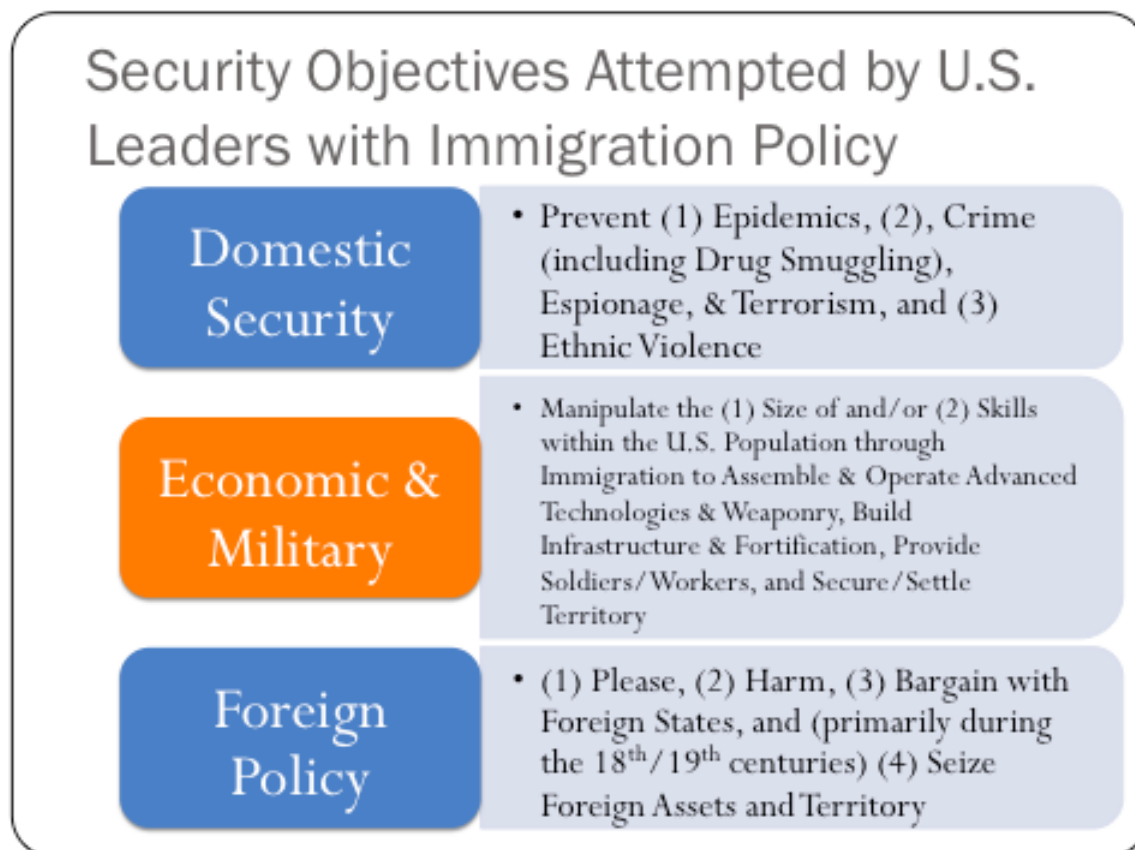 Security Objectives Attempted by U.S.
Leaders with Immigration Policy
Domestic
Security
• Prevent (1) Epidemics, (2), Crime
(including Drug Smuggling),
Espionage, & Terrorism, and (3)
Ethnic Violence
Economic &
Military
• Manipulate the (1) Size of and/or (2) Skills
within the U.S. Population through
Immigration to Assemble & Operate Advanced
Technologies & Weaponry, Build
Infrastructure & Fortification, Provide
Soldiers/Workers, and Secure/Settle
Territory
Foreign
Policy
• (1) Please, (2) Harm, (3) Bargain with
Foreign States, and (primarily during
the 18th/19th centuries) (4) Seize
Foreign Assets and Territory